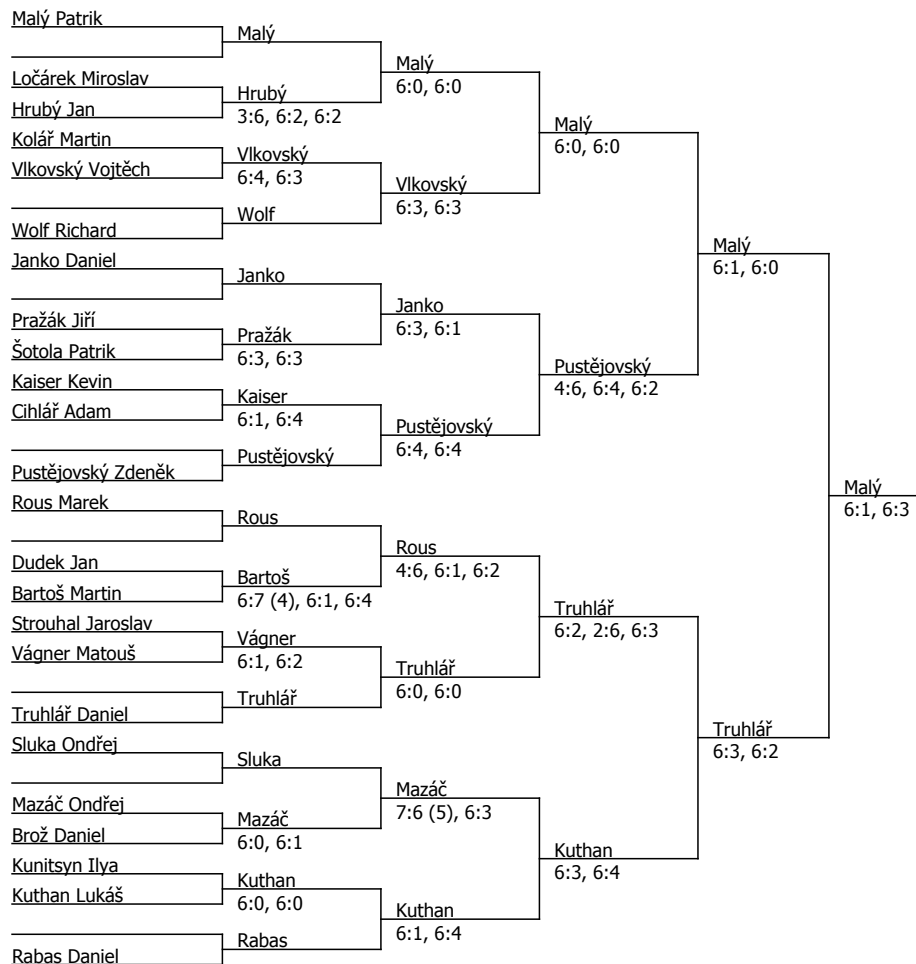 Malý Patrik
Ločárek Miroslav
Hrubý Jan
Kolář Martin
Vlkovský Vojtěch
Wolf Richard
Janko Daniel
Pražák Jiří
Šotola Patrik
Kaiser Kevin
Cihlář Adam
Pustějovský Zdeněk
Rous Marek
Dudek Jan
Bartoš Martin
Strouhal Jaroslav
Vágner Matouš
Truhlář Daniel
Sluka Ondřej
Mazáč Ondřej
Brož Daniel
Kunitsyn Ilya
Kuthan Lukáš
Rabas Daniel
Malý
Hrubý
3:6, 6:2, 6:2
Vlkovský
6:4, 6:3
Wolf
Janko
Pražák
6:3, 6:3
Kaiser
6:1, 6:4
Pustějovský
Rous
Bartoš
6:7 (4), 6:1, 6:4
Vágner
6:1, 6:2
Truhlář
Sluka
Mazáč
6:0, 6:1
Kuthan
6:0, 6:0
Rabas
Malý
6:0, 6:0
Vlkovský
6:3, 6:3
Janko
6:3, 6:1
Pustějovský
6:4, 6:4
Rous
4:6, 6:1, 6:2
Truhlář
6:0, 6:0
Mazáč
7:6 (5), 6:3
Kuthan
6:1, 6:4
Malý
6:0, 6:0
Pustějovský
4:6, 6:4, 6:2
Truhlář
6:2, 2:6, 6:3
Kuthan
6:3, 6:4
Malý
6:1, 6:0
Truhlář
6:3, 6:2
Malý
6:1, 6:3